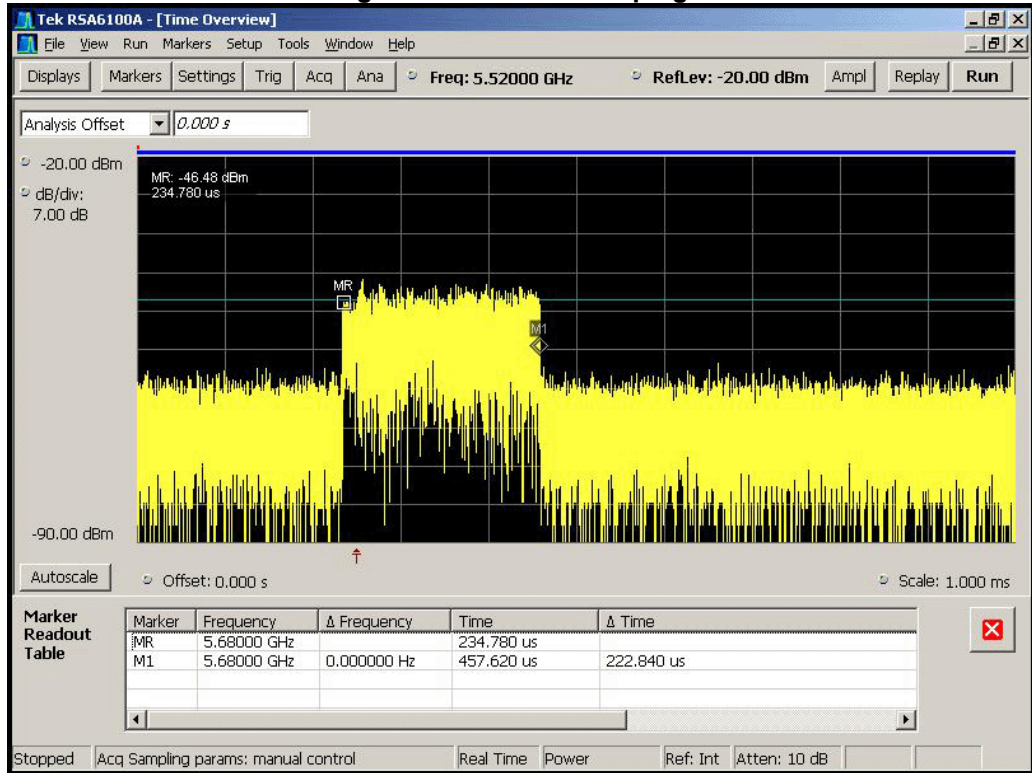 Tek RSA6100A - [Time Overview]
File View Run Markers Setup Tools Window Help
Displays Markers Settings Trig Acq Ana Freq: 5.52000 GHz RefLev: -20.00 dBm Ampl Replay Run
Analysis Offset 0.000 s
-20.00 dBm
dB/div:
7.00 dB
MR: -46.48 dBm
234.780 us
MR
M1
-90.00 dBm
Autoscale Offset: 0.000 s Scale: 1.000 ms
Marker Readout Table
Marker Frequency Δ Frequency Time Δ Time
MR 5.68000 GHz 234.780 us
M1 5.68000 GHz 0.000000 Hz 457.620 us 222.840 us
Stopped Acq Sampling params: manual control Real Time Power Ref: Int Atten: 10 dB